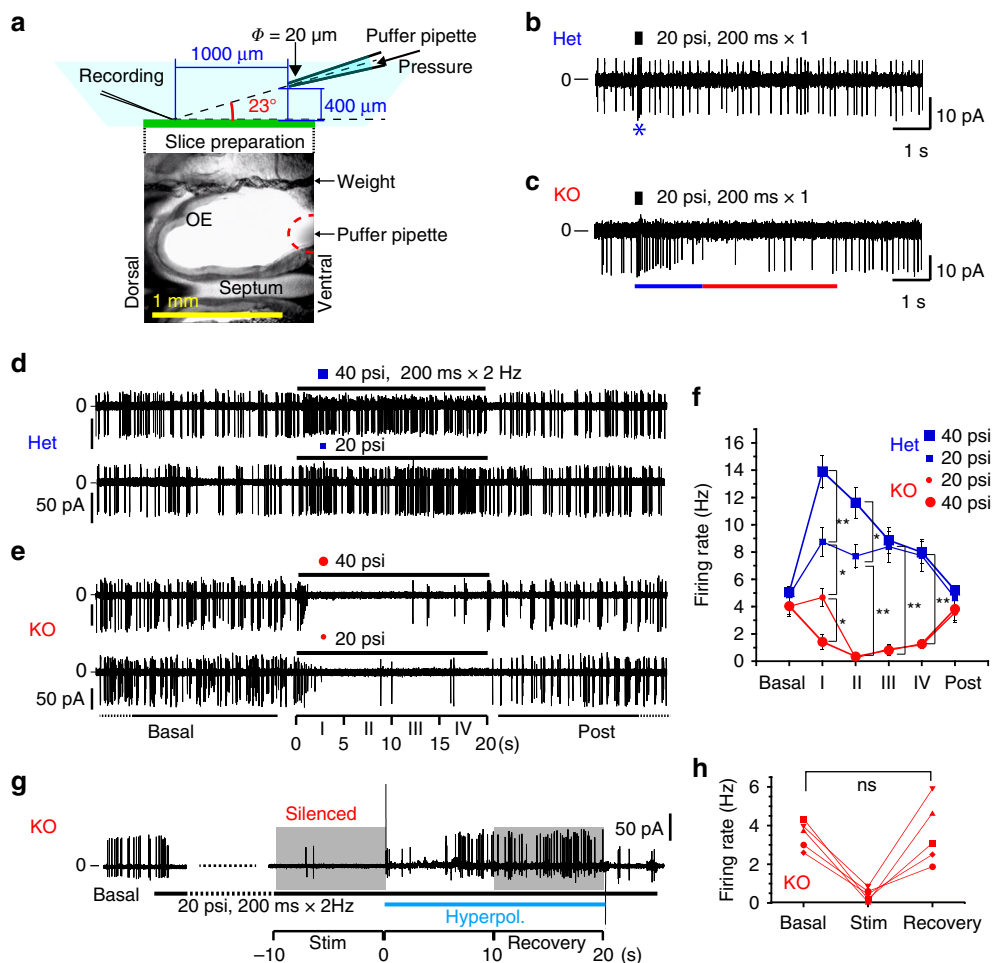 a
Φ = 20 µm
Puffer pipette
1000 µm
Recording
Pressure
23°
400 µm
Slice preparation
Weight
OE
Puffer pipette
Septum
1 mm
Dorsal
Ventral
b
Het
20 psi, 200 ms × 1
0
10 pA
1 s
c
KO
20 psi, 200 ms × 1
0
10 pA
1 s
*
d
40 psi, 200 ms × 2 Hz
0
Het
20 psi
0
50 pA
e
40 psi
0
KO
20 psi
0
50 pA
Basal
I II III IV
0 5 10 15 20 (s)
Post
f
Het
40 psi
20 psi
KO
20 psi
40 psi
Firing rate (Hz)
16
14
12
10
8
6
4
2
0
** * * * ** ** **
Basal I II III IV Post
g
KO
Silenced
50 pA
0
Basal
20 psi, 200 ms × 2Hz
Hyperpol.
Stim
Recovery
–10 0 10 20 (s)
h
ns
Firing rate (Hz)
6
4
2
0
KO
Basal Stim Recovery